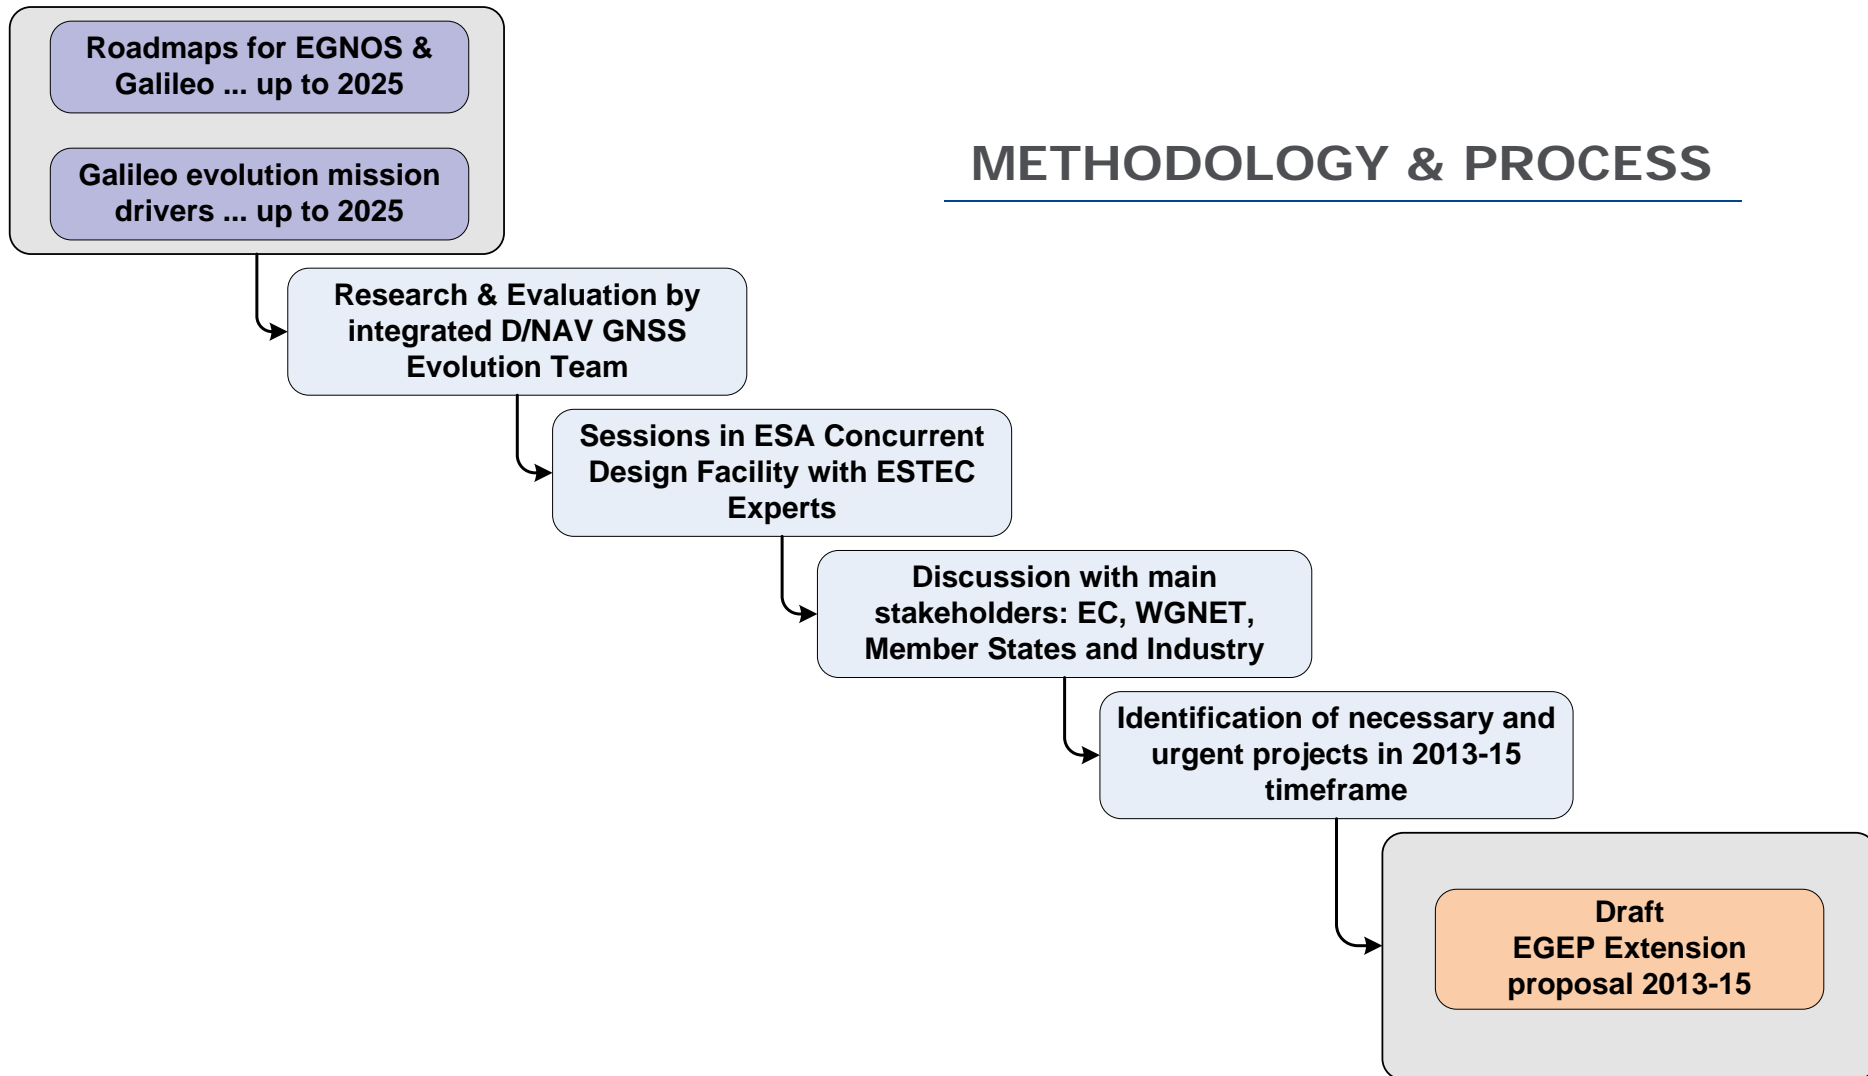 Roadmaps for EGNOS &
Galileo ... up to 2025
Galileo evolution mission
drivers ... up to 2025
METHODOLOGY & PROCESS
Research & Evaluation by
integrated D/NAV GNSS
Evolution Team
Sessions in ESA Concurrent
Design Facility with ESTEC
Experts
Discussion with main
stakeholders: EC, WGNET,
Member States and Industry
Identification of necessary and
urgent projects in 2013-15
timeframe
Draft
EGEP Extension
proposal 2013-15